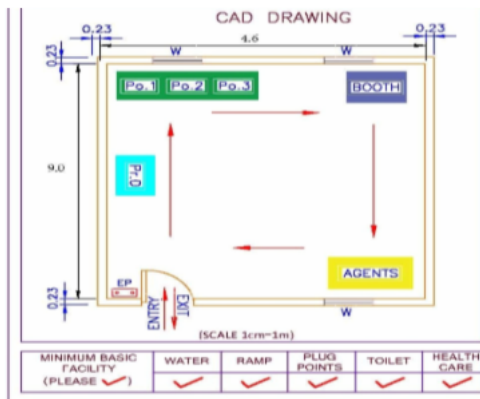 CAD DRAWING
0.23
4.6
0.23
W
W
0.23
Po.1 Po.2 Po.3
BOOTH
9.0
Pr.O
EP
AGENTS
0.23
ENTRY
EXIT
W
(SCALE 1cm=1m)
MINIMUM BASIC FACILITY (PLEASE ✓)
WATER
RAMP
PLUG POINTS
TOILET
HEALTH CARE